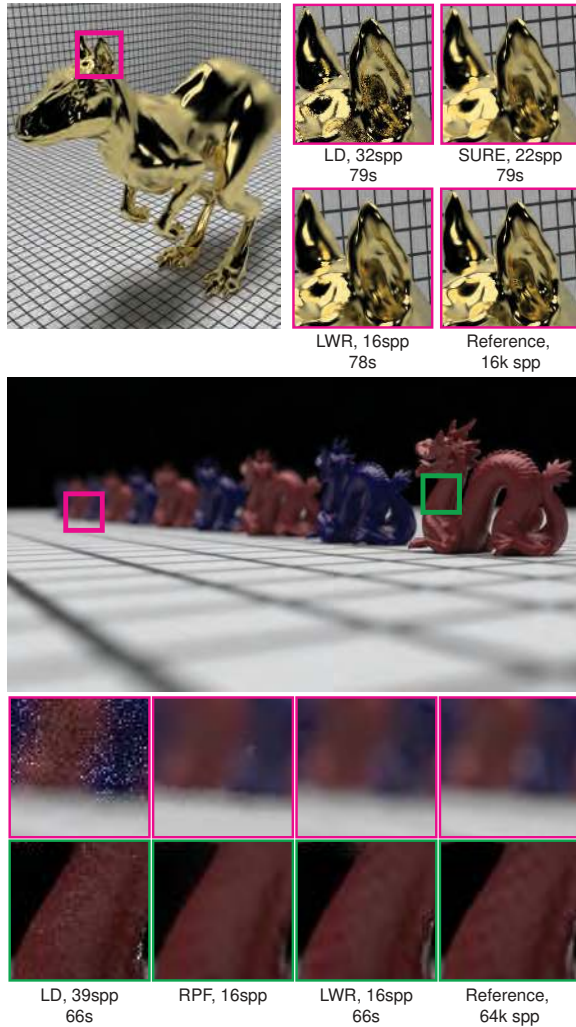 LD, 32spp
79s
SURE, 22spp
79s
LWR, 16spp
78s
Reference,
16k spp
LD, 39spp
66s
RPF, 16spp
LWR, 16spp
66s
Reference,
64k spp